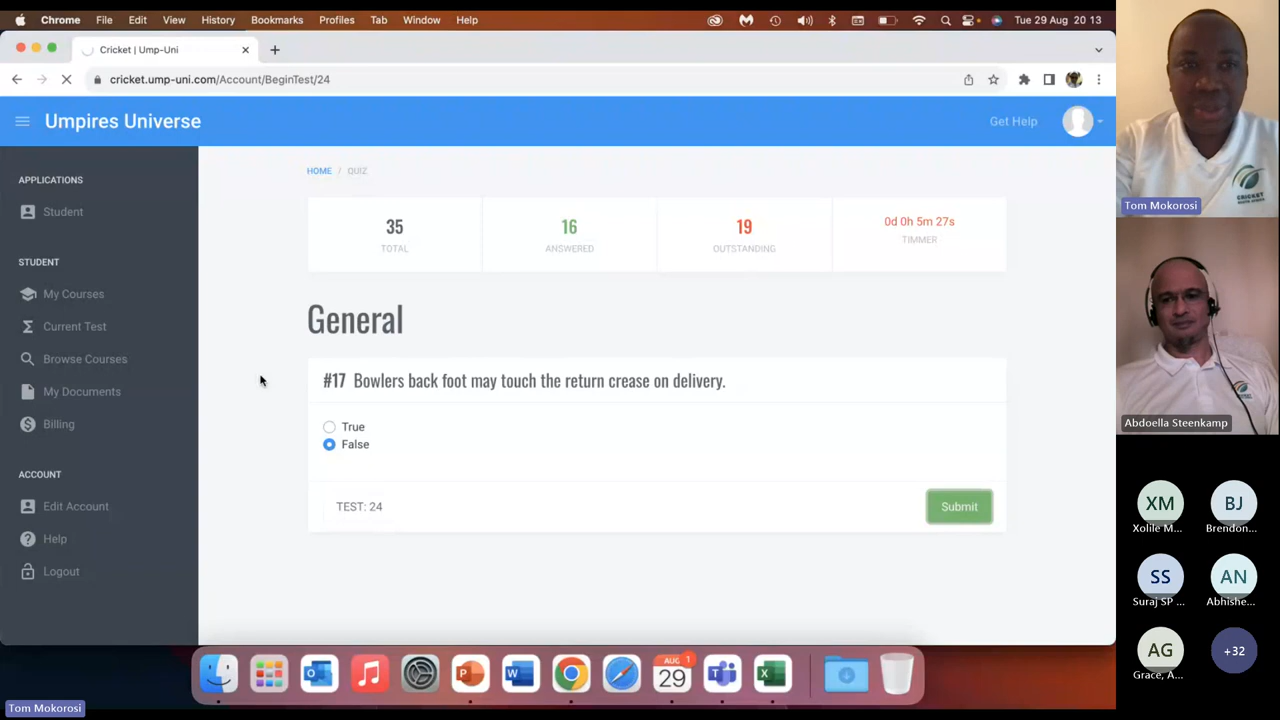 Chrome File Edit View History Bookmarks Profiles Tab Window Help Tue 29 Aug 20 13
Cricket | Ump-Uni
cricket.ump-uni.com/Account/BeginTest/24
Umpires Universe
Get Help
APPLICATIONS
Student
STUDENT
My Courses
Current Test
Browse Courses
My Documents
Billing
ACCOUNT
Edit Account
Help
Logout
HOME / QUIZ
35
TOTAL
16
ANSWERED
19
OUTSTANDING
0d 0h 5m 27s
TIMMER
General
#17 Bowlers back foot may touch the return crease on delivery.
True
False
TEST: 24
Submit
AUG 1
29
Tom Mokorosi
CRICKET
Tom Mokorosi
Abdoella Steenkamp
XM
Xolile M...
BJ
Brendon...
SS
Suraj SP ...
AN
Abhishe...
AG
Grace, A...
+32